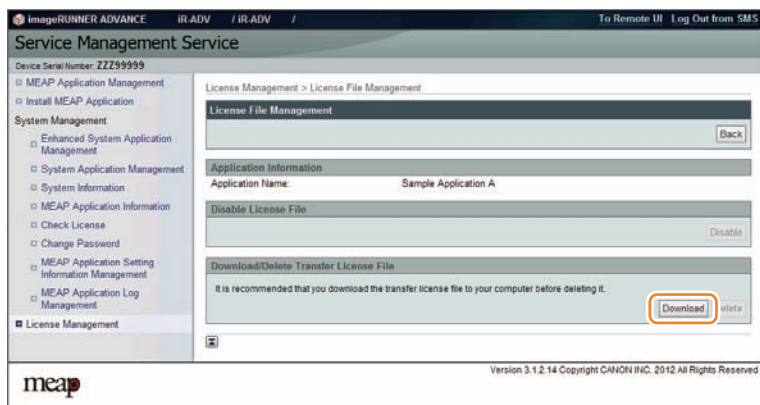 imageRUNNER ADVANCE iR-ADV / iR-ADV / To Remote UI Log Out from SMS
Service Management Service
Device Serial Number: ZZZ99999
MEAP Application Management
Install MEAP Application
System Management
Enhanced System Application
Management
System Application Management
System Information
MEAP Application Information
Check License
Change Password
MEAP Application Setting
Information Management
MEAP Application Log
Management
License Management
License Management > License File Management
License File Management
Back
Application Information
Application Name: Sample Application A
Disable License File
Disable
Download/Delete Transfer License File
It is recommended that you download the transfer license file to your computer before deleting it.
Download
meap
Version 3.1.2.14 Copyright CANON INC. 2012 All Rights Reserved